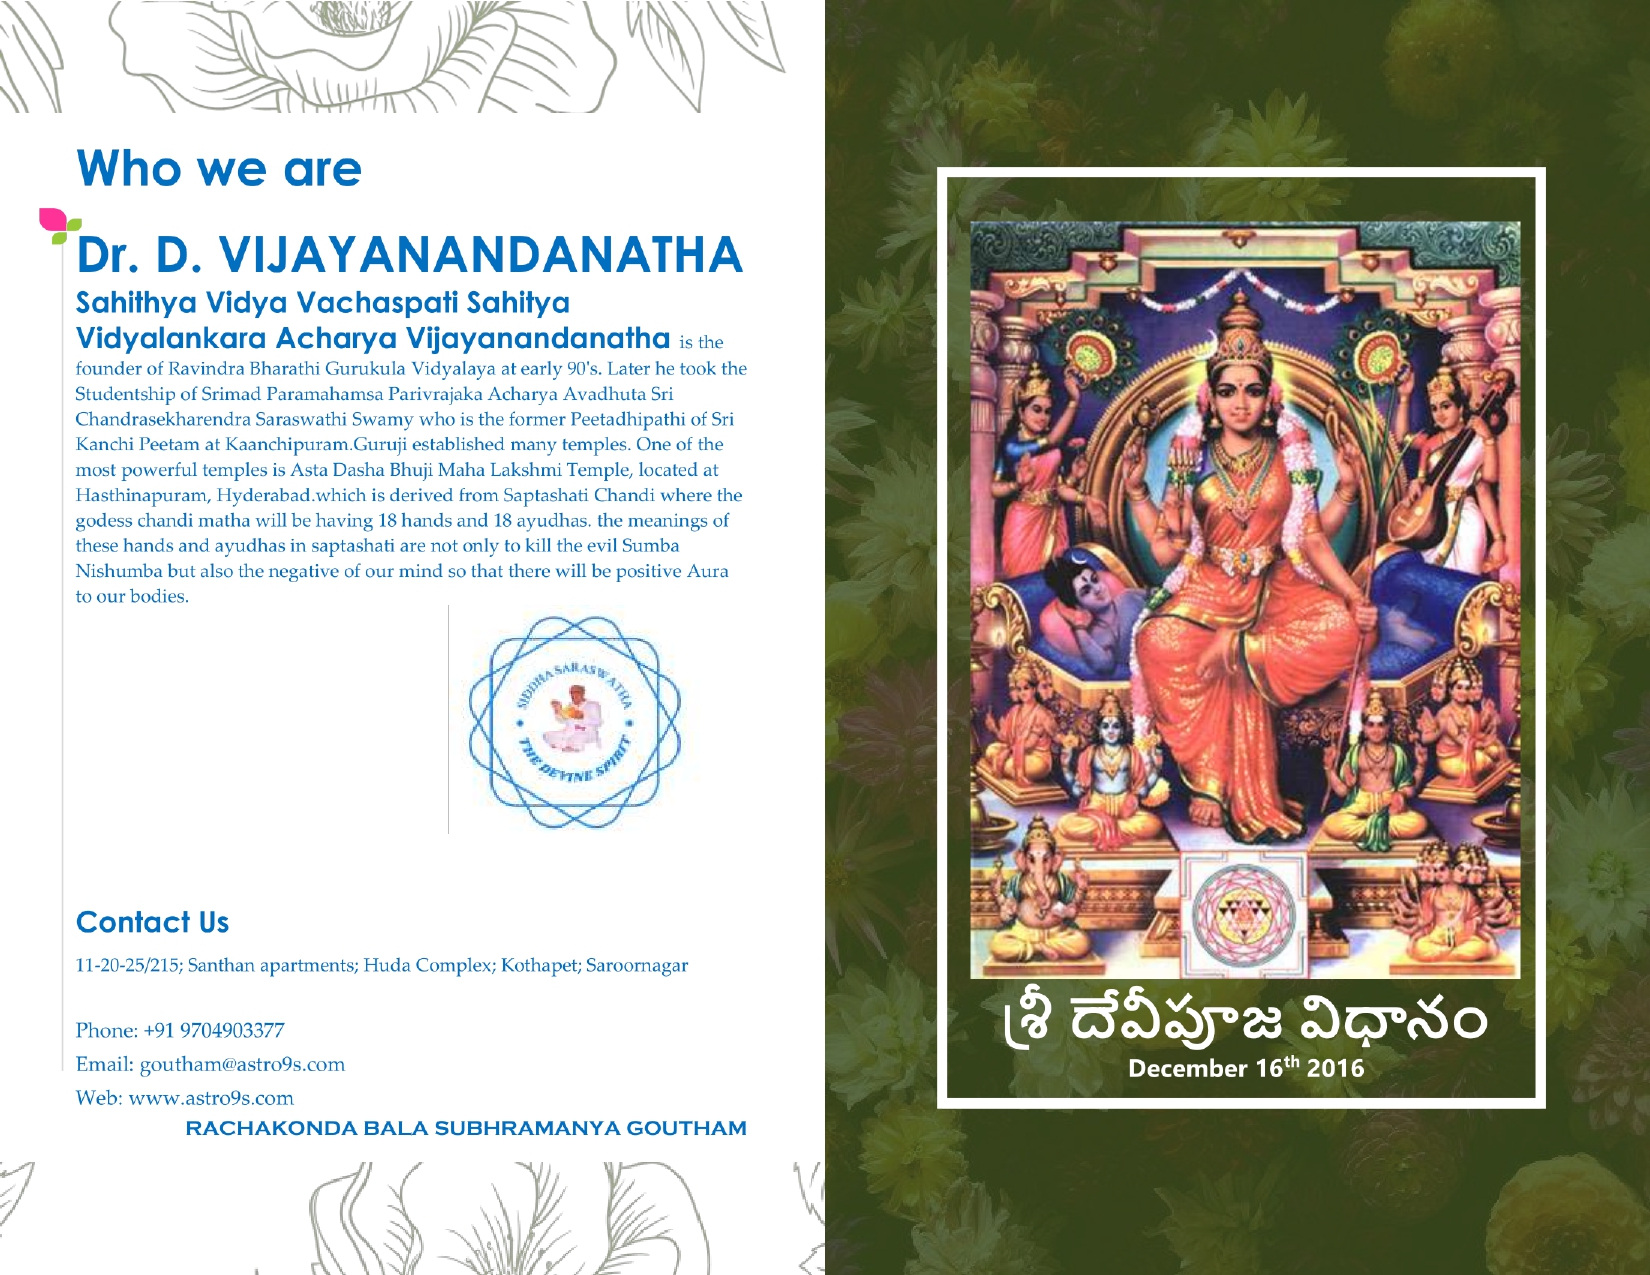 Who we are
Dr. D. VIJAYANANDANATHA
Sahithya Vidya Vachaspati Sahitya
Vidyalankara Acharya Vijayanandanatha is the
founder of Ravindra Bharathi Gurukula Vidyalaya at early 90's. Later he took the
Studentship of Srimad Paramahamsa Parivrajaka Acharya Avadhuta Sri
Chandrasekharendra Saraswathi Swamy who is the former Peetadhipathi of Sri
Kanchi Peetam at Kaanchipuram.Guruji established many temples. One of the
most powerful temples is Asta Dasha Bhuji Maha Lakshmi Temple, located at
Hasthinapuram, Hyderabad.which is derived from Saptashati Chandi where the
godess chandi matha will be having 18 hands and 18 ayudhas. the meanings of
these hands and ayudhas in saptashati are not only to kill the evil Sumba
Nishumba but also the negative of our mind so that there will be positive Aura
to our bodies.
SIDDHA SARASWATHA
THE DEVINE SPIRIT
Contact Us
11-20-25/215; Santhan apartments; Huda Complex; Kothapet; Saroornagar
Phone: +91 9704903377
Email: goutham@astro9s.com
Web: www.astro9s.com
RACHAKONDA BALA SUBHRAMANYA GOUTHAM
శ్రీ దేవీపూజ విధానం
December 16th 2016